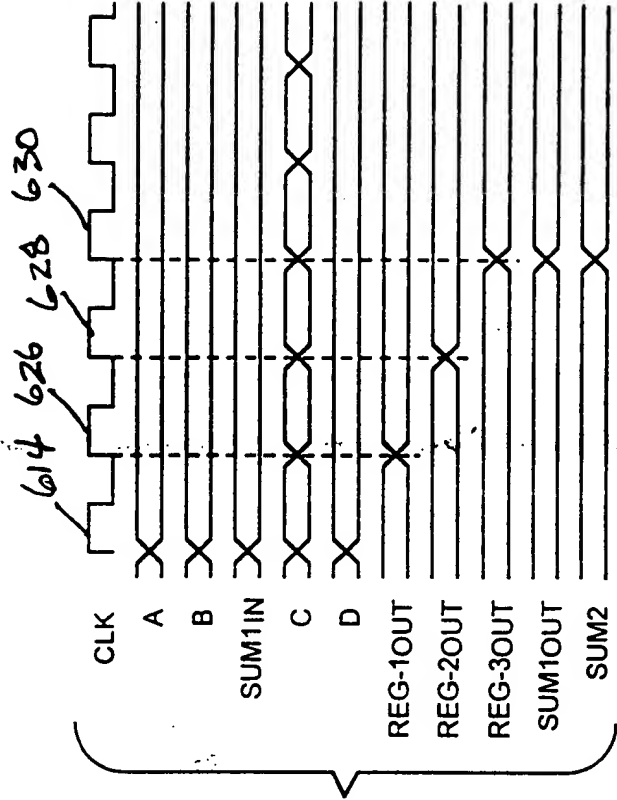 614 626 628 630
CLK
A
B
SUM1IN
C
D
REG-1OUT
REG-2OUT
REG-3OUT
SUM1OUT
SUM2